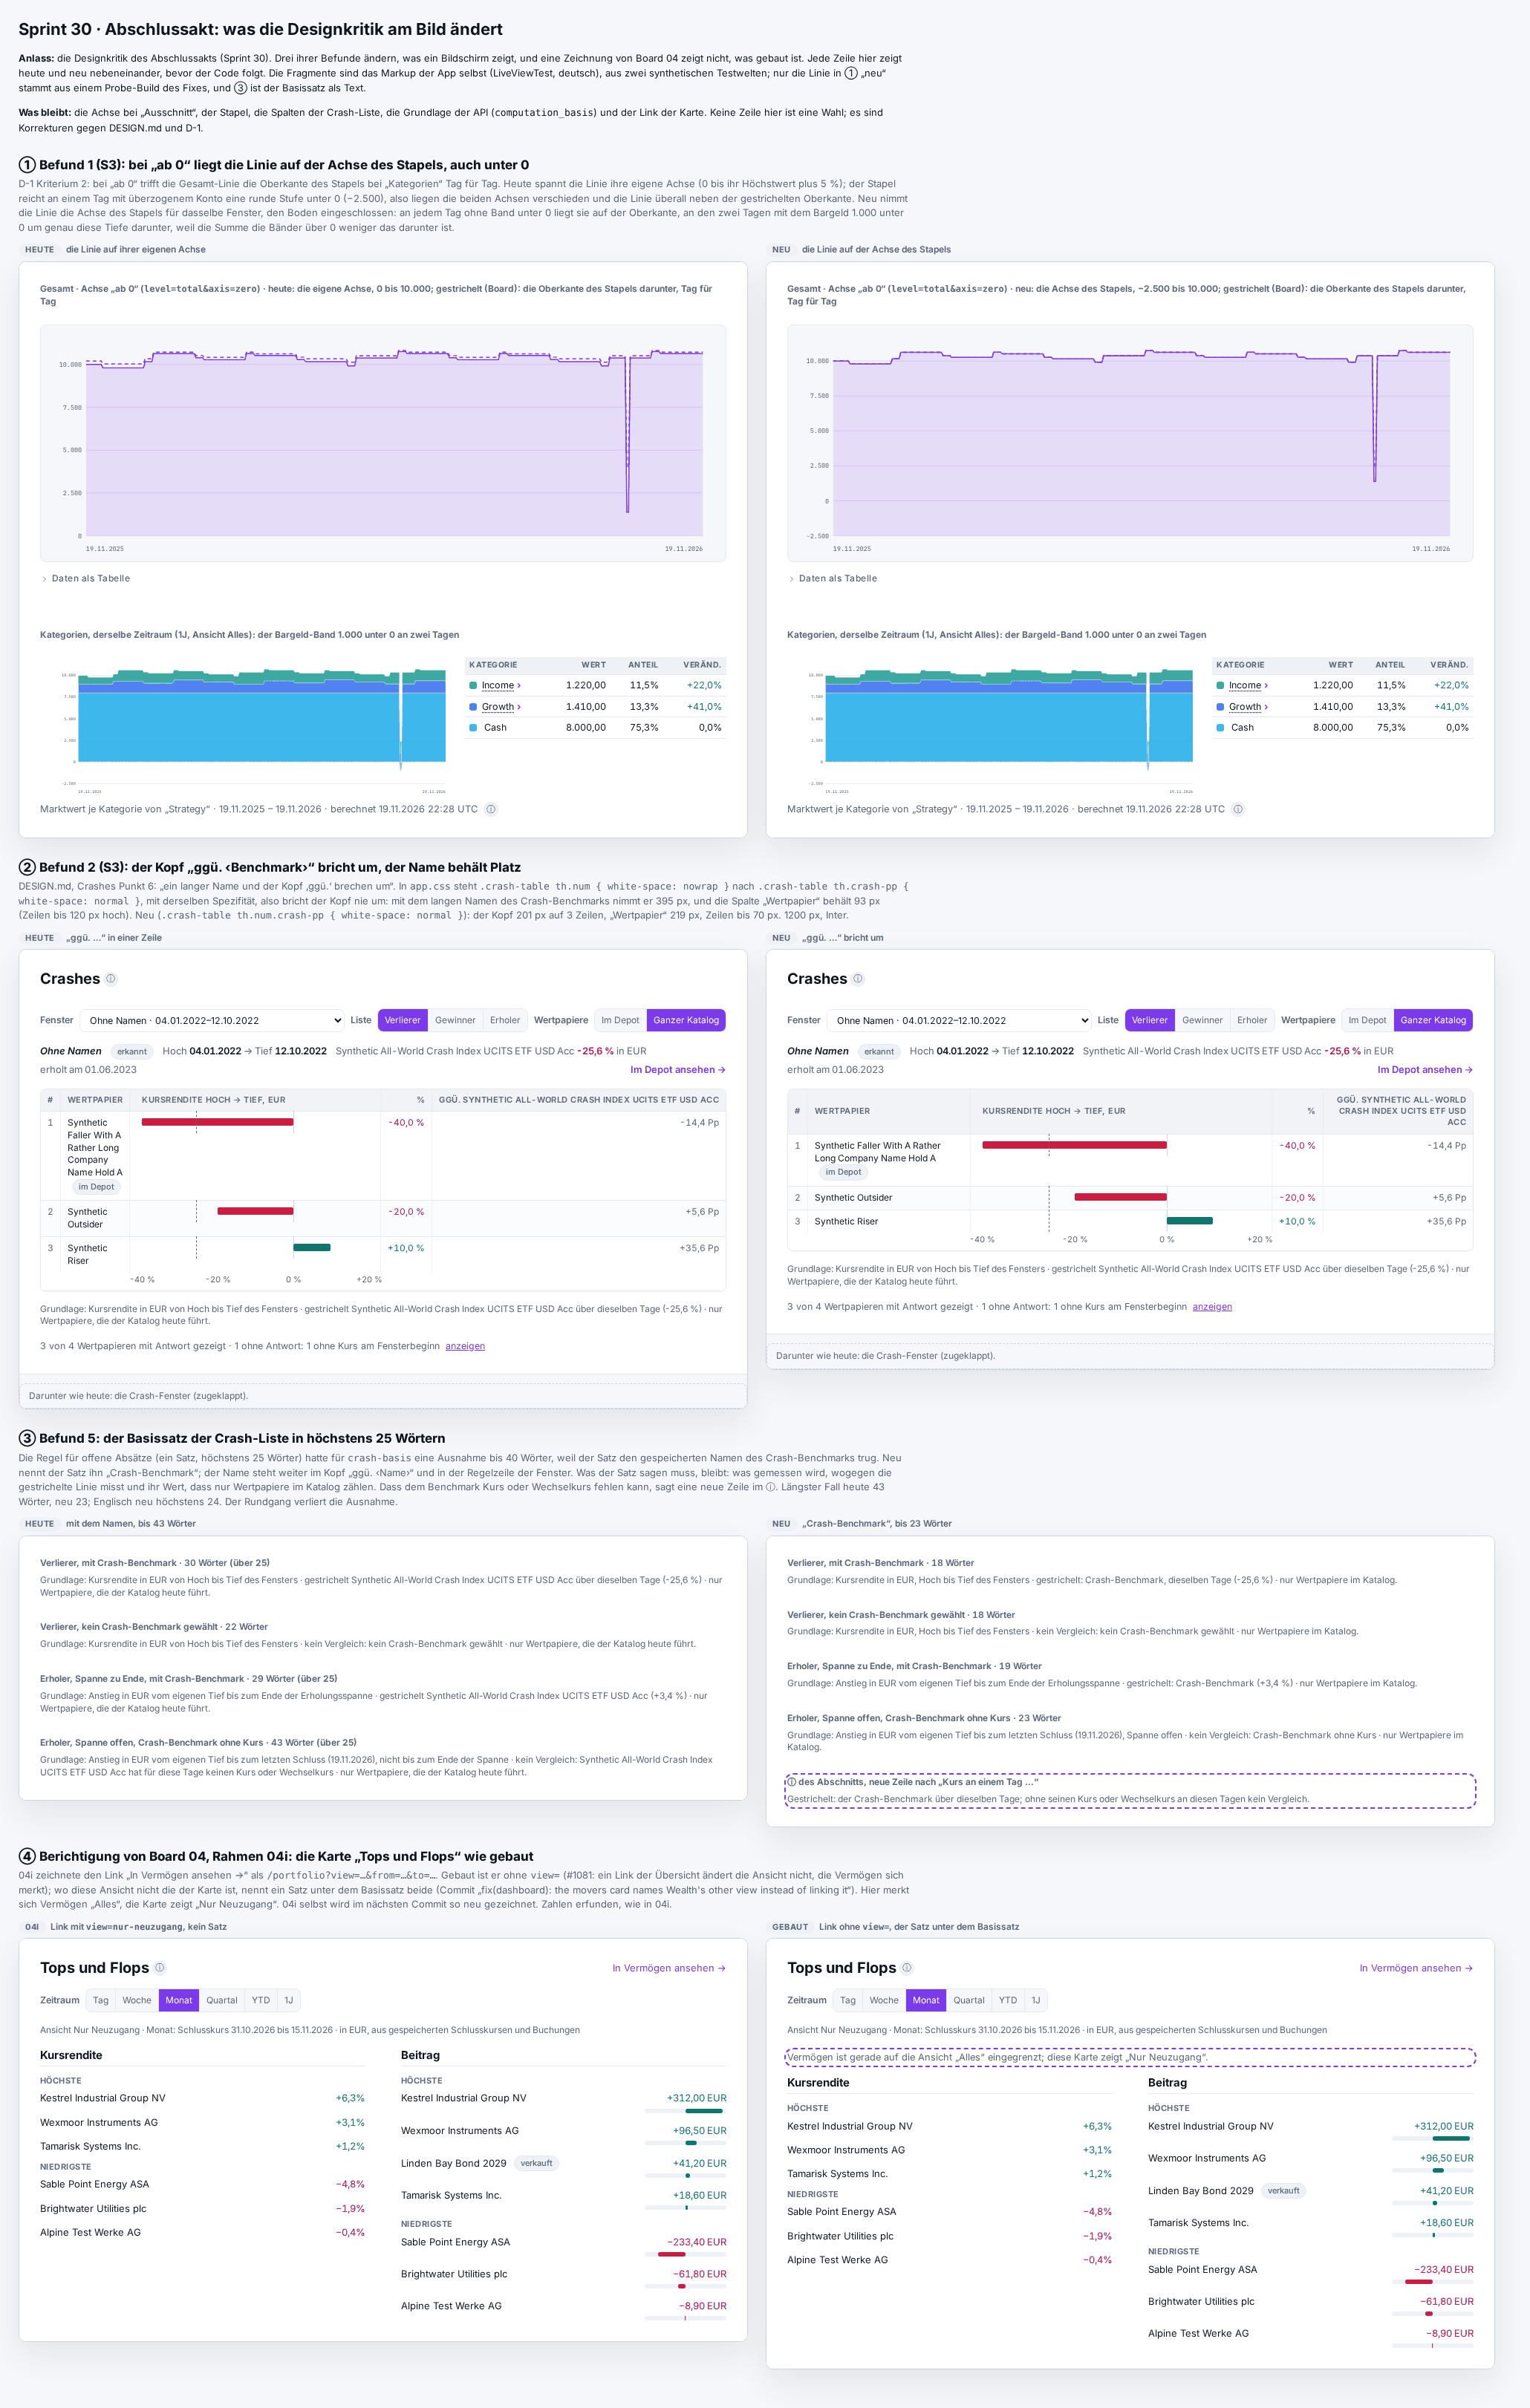 Sprint 30 · Abschlussakt: was die Designkritik am Bild ändert
Anlass: die Designkritik des Abschlussakts (Sprint 30). Drei ihrer Befunde ändern, was ein Bildschirm zeigt, und eine Zeichnung von Board 04 zeigt nicht, was gebaut ist. Jede Zeile hier zeigt
heute und neu nebeneinander, bevor der Code folgt. Die Fragmente sind das Markup der App selbst (LiveViewTest, deutsch), aus zwei synthetischen Testwelten; nur die Linie in ① „neu“
stammt aus einem Probe-Build des Fixes, und ③ ist der Basissatz als Text.
Was bleibt: die Achse bei „Ausschnitt“, der Stapel, die Spalten der Crash-Liste, die Grundlage der API (computation_basis) und der Link der Karte. Keine Zeile hier ist eine Wahl; es sind
Korrekturen gegen DESIGN.md und D-1.
① Befund 1 (S3): bei „ab 0“ liegt die Linie auf der Achse des Stapels, auch unter 0
D-1 Kriterium 2: bei „ab 0“ trifft die Gesamt-Linie die Oberkante des Stapels bei „Kategorien“ Tag für Tag. Heute spannt die Linie ihre eigene Achse (0 bis ihr Höchstwert plus 5 %); der Stapel
reicht an einem Tag mit überzogenem Konto eine runde Stufe unter 0 (−2.500), also liegen die beiden Achsen verschieden und die Linie überall neben der gestrichelten Oberkante. Neu nimmt
die Linie die Achse des Stapels für dasselbe Fenster, den Boden eingeschlossen: an jedem Tag ohne Band unter 0 liegt sie auf der Oberkante, an den zwei Tagen mit dem Bargeld 1.000 unter
0 um genau diese Tiefe darunter, weil die Summe die Bänder über 0 weniger das darunter ist.
HEUTE die Linie auf ihrer eigenen Achse
Gesamt · Achse „ab 0“ (level=total&axis=zero) · heute: die eigene Achse, 0 bis 10.000; gestrichelt (Board): die Oberkante des Stapels darunter, Tag für
Tag
10.000
7.500
5.000
2.500
0
19.11.2025 19.11.2026
› Daten als Tabelle
Kategorien, derselbe Zeitraum (1J, Ansicht Alles): der Bargeld-Band 1.000 unter 0 an zwei Tagen
10.000
7.500
5.000
2.500
0
-2.500
19.11.2025 19.11.2026
KATEGORIE WERT ANTEIL VERÄND.
Income › 1.220,00 11,5% +22,0%
Growth › 1.410,00 13,3% +41,0%
Cash 8.000,00 75,3% 0,0%
Marktwert je Kategorie von „Strategy“ · 19.11.2025 – 19.11.2026 · berechnet 19.11.2026 22:28 UTC ⓘ
NEU die Linie auf der Achse des Stapels
Gesamt · Achse „ab 0“ (level=total&axis=zero) · neu: die Achse des Stapels, −2.500 bis 10.000; gestrichelt (Board): die Oberkante des Stapels darunter,
Tag für Tag
10.000
7.500
5.000
2.500
0
-2.500
19.11.2025 19.11.2026
› Daten als Tabelle
Kategorien, derselbe Zeitraum (1J, Ansicht Alles): der Bargeld-Band 1.000 unter 0 an zwei Tagen
10.000
7.500
5.000
2.500
0
-2.500
19.11.2025 19.11.2026
KATEGORIE WERT ANTEIL VERÄND.
Income › 1.220,00 11,5% +22,0%
Growth › 1.410,00 13,3% +41,0%
Cash 8.000,00 75,3% 0,0%
Marktwert je Kategorie von „Strategy“ · 19.11.2025 – 19.11.2026 · berechnet 19.11.2026 22:28 UTC ⓘ
② Befund 2 (S3): der Kopf „ggü. ‹Benchmark›“ bricht um, der Name behält Platz
DESIGN.md, Crashes Punkt 6: „ein langer Name und der Kopf ‚ggü.‘ brechen um“. In app.css steht .crash-table th.num { white-space: nowrap } nach .crash-table th.crash-pp {
white-space: normal }, mit derselben Spezifität, also bricht der Kopf nie um: mit dem langen Namen des Crash-Benchmarks nimmt er 395 px, und die Spalte „Wertpapier“ behält 93 px
(Zeilen bis 120 px hoch). Neu (.crash-table th.num.crash-pp { white-space: normal }): der Kopf 201 px auf 3 Zeilen, „Wertpapier“ 219 px, Zeilen bis 70 px. 1200 px, Inter.
HEUTE „ggü. …“ in einer Zeile
Crashes ⓘ
Fenster Ohne Namen · 04.01.2022–12.10.2022 Liste Verlierer Gewinner Erholer Wertpapiere Im Depot Ganzer Katalog
Ohne Namen erkannt Hoch 04.01.2022 → Tief 12.10.2022 Synthetic All-World Crash Index UCITS ETF USD Acc -25,6 % in EUR
erholt am 01.06.2023 Im Depot ansehen →
# WERTPAPIER KURSRENDITE HOCH → TIEF, EUR % GGÜ. SYNTHETIC ALL-WORLD CRASH INDEX UCITS ETF USD ACC
1 Synthetic -40,0 % -14,4 Pp
Faller With A
Rather Long
Company
Name Hold A
im Depot
2 Synthetic -20,0 % +5,6 Pp
Outsider
3 Synthetic +10,0 % +35,6 Pp
Riser
-40 % -20 % 0 % +20 %
Grundlage: Kursrendite in EUR von Hoch bis Tief des Fensters · gestrichelt Synthetic All-World Crash Index UCITS ETF USD Acc über dieselben Tage (-25,6 %) · nur
Wertpapiere, die der Katalog heute führt.
3 von 4 Wertpapieren mit Antwort gezeigt · 1 ohne Antwort: 1 ohne Kurs am Fensterbeginn anzeigen
Darunter wie heute: die Crash-Fenster (zugeklappt).
NEU „ggü. …“ bricht um
Crashes ⓘ
Fenster Ohne Namen · 04.01.2022–12.10.2022 Liste Verlierer Gewinner Erholer Wertpapiere Im Depot Ganzer Katalog
Ohne Namen erkannt Hoch 04.01.2022 → Tief 12.10.2022 Synthetic All-World Crash Index UCITS ETF USD Acc -25,6 % in EUR
erholt am 01.06.2023 Im Depot ansehen →
# WERTPAPIER KURSRENDITE HOCH → TIEF, EUR % GGÜ. SYNTHETIC ALL-WORLD
CRASH INDEX UCITS ETF USD
ACC
1 Synthetic Faller With A Rather -40,0 % -14,4 Pp
Long Company Name Hold A
im Depot
2 Synthetic Outsider -20,0 % +5,6 Pp
3 Synthetic Riser +10,0 % +35,6 Pp
-40 % -20 % 0 % +20 %
Grundlage: Kursrendite in EUR von Hoch bis Tief des Fensters · gestrichelt Synthetic All-World Crash Index UCITS ETF USD Acc über dieselben Tage (-25,6 %) · nur
Wertpapiere, die der Katalog heute führt.
3 von 4 Wertpapieren mit Antwort gezeigt · 1 ohne Antwort: 1 ohne Kurs am Fensterbeginn anzeigen
Darunter wie heute: die Crash-Fenster (zugeklappt).
③ Befund 5: der Basissatz der Crash-Liste in höchstens 25 Wörtern
Die Regel für offene Absätze (ein Satz, höchstens 25 Wörter) hatte für crash-basis eine Ausnahme bis 40 Wörter, weil der Satz den gespeicherten Namen des Crash-Benchmarks trug. Neu
nennt der Satz ihn „Crash-Benchmark“; der Name steht weiter im Kopf „ggü. ‹Name›“ und in der Regelzeile der Fenster. Was der Satz sagen muss, bleibt: was gemessen wird, wogegen die
gestrichelte Linie misst und ihr Wert, dass nur Wertpapiere im Katalog zählen. Dass dem Benchmark Kurs oder Wechselkurs fehlen kann, sagt eine neue Zeile im ⓘ. Längster Fall heute 43
Wörter, neu 23; Englisch neu höchstens 24. Der Rundgang verliert die Ausnahme.
HEUTE mit dem Namen, bis 43 Wörter
Verlierer, mit Crash-Benchmark · 30 Wörter (über 25)
Grundlage: Kursrendite in EUR von Hoch bis Tief des Fensters · gestrichelt Synthetic All-World Crash Index UCITS ETF USD Acc über dieselben Tage (-25,6 %) · nur
Wertpapiere, die der Katalog heute führt.
Verlierer, kein Crash-Benchmark gewählt · 22 Wörter
Grundlage: Kursrendite in EUR von Hoch bis Tief des Fensters · kein Vergleich: kein Crash-Benchmark gewählt · nur Wertpapiere, die der Katalog heute führt.
Erholer, Spanne zu Ende, mit Crash-Benchmark · 29 Wörter (über 25)
Grundlage: Anstieg in EUR vom eigenen Tief bis zum Ende der Erholungsspanne · gestrichelt Synthetic All-World Crash Index UCITS ETF USD Acc (+3,4 %) · nur
Wertpapiere, die der Katalog heute führt.
Erholer, Spanne offen, Crash-Benchmark ohne Kurs · 43 Wörter (über 25)
Grundlage: Anstieg in EUR vom eigenen Tief bis zum letzten Schluss (19.11.2026), nicht bis zum Ende der Spanne · kein Vergleich: Synthetic All-World Crash Index
UCITS ETF USD Acc hat für diese Tage keinen Kurs oder Wechselkurs · nur Wertpapiere, die der Katalog heute führt.
NEU „Crash-Benchmark“, bis 23 Wörter
Verlierer, mit Crash-Benchmark · 18 Wörter
Grundlage: Kursrendite in EUR, Hoch bis Tief des Fensters · gestrichelt: Crash-Benchmark, dieselben Tage (-25,6 %) · nur Wertpapiere im Katalog.
Verlierer, kein Crash-Benchmark gewählt · 18 Wörter
Grundlage: Kursrendite in EUR, Hoch bis Tief des Fensters · kein Vergleich: kein Crash-Benchmark gewählt · nur Wertpapiere im Katalog.
Erholer, Spanne zu Ende, mit Crash-Benchmark · 19 Wörter
Grundlage: Anstieg in EUR vom eigenen Tief bis zum Ende der Erholungsspanne · gestrichelt: Crash-Benchmark (+3,4 %) · nur Wertpapiere im Katalog.
Erholer, Spanne offen, Crash-Benchmark ohne Kurs · 23 Wörter
Grundlage: Anstieg in EUR vom eigenen Tief bis zum letzten Schluss (19.11.2026), Spanne offen · kein Vergleich: Crash-Benchmark ohne Kurs · nur Wertpapiere im
Katalog.
ⓘ des Abschnitts, neue Zeile nach „Kurs an einem Tag …“
Gestrichelt: der Crash-Benchmark über dieselben Tage; ohne seinen Kurs oder Wechselkurs an diesen Tagen kein Vergleich.
④ Berichtigung von Board 04, Rahmen 04i: die Karte „Tops und Flops“ wie gebaut
04i zeichnete den Link „In Vermögen ansehen →“ als /portfolio?view=…&from=…&to=…. Gebaut ist er ohne view= (#1081: ein Link der Übersicht ändert die Ansicht nicht, die Vermögen sich
merkt); wo diese Ansicht nicht die der Karte ist, nennt ein Satz unter dem Basissatz beide (Commit „fix(dashboard): the movers card names Wealth's other view instead of linking it“). Hier merkt
sich Vermögen „Alles“, die Karte zeigt „Nur Neuzugang“. 04i selbst wird im nächsten Commit so neu gezeichnet. Zahlen erfunden, wie in 04i.
04I Link mit view=nur-neuzugang, kein Satz
Tops und Flops ⓘ In Vermögen ansehen →
Zeitraum Tag Woche Monat Quartal YTD 1J
Ansicht Nur Neuzugang · Monat: Schlusskurs 31.10.2026 bis 15.11.2026 · in EUR, aus gespeicherten Schlusskursen und Buchungen
Kursrendite
HÖCHSTE
Kestrel Industrial Group NV +6,3%
Wexmoor Instruments AG +3,1%
Tamarisk Systems Inc. +1,2%
NIEDRIGSTE
Sable Point Energy ASA −4,8%
Brightwater Utilities plc −1,9%
Alpine Test Werke AG −0,4%
Beitrag
HÖCHSTE
Kestrel Industrial Group NV +312,00 EUR
Wexmoor Instruments AG +96,50 EUR
Linden Bay Bond 2029 verkauft +41,20 EUR
Tamarisk Systems Inc. +18,60 EUR
NIEDRIGSTE
Sable Point Energy ASA −233,40 EUR
Brightwater Utilities plc −61,80 EUR
Alpine Test Werke AG −8,90 EUR
GEBAUT Link ohne view=, der Satz unter dem Basissatz
Tops und Flops ⓘ In Vermögen ansehen →
Zeitraum Tag Woche Monat Quartal YTD 1J
Ansicht Nur Neuzugang · Monat: Schlusskurs 31.10.2026 bis 15.11.2026 · in EUR, aus gespeicherten Schlusskursen und Buchungen
Vermögen ist gerade auf die Ansicht „Alles“ eingegrenzt; diese Karte zeigt „Nur Neuzugang“.
Kursrendite
HÖCHSTE
Kestrel Industrial Group NV +6,3%
Wexmoor Instruments AG +3,1%
Tamarisk Systems Inc. +1,2%
NIEDRIGSTE
Sable Point Energy ASA −4,8%
Brightwater Utilities plc −1,9%
Alpine Test Werke AG −0,4%
Beitrag
HÖCHSTE
Kestrel Industrial Group NV +312,00 EUR
Wexmoor Instruments AG +96,50 EUR
Linden Bay Bond 2029 verkauft +41,20 EUR
Tamarisk Systems Inc. +18,60 EUR
NIEDRIGSTE
Sable Point Energy ASA −233,40 EUR
Brightwater Utilities plc −61,80 EUR
Alpine Test Werke AG −8,90 EUR